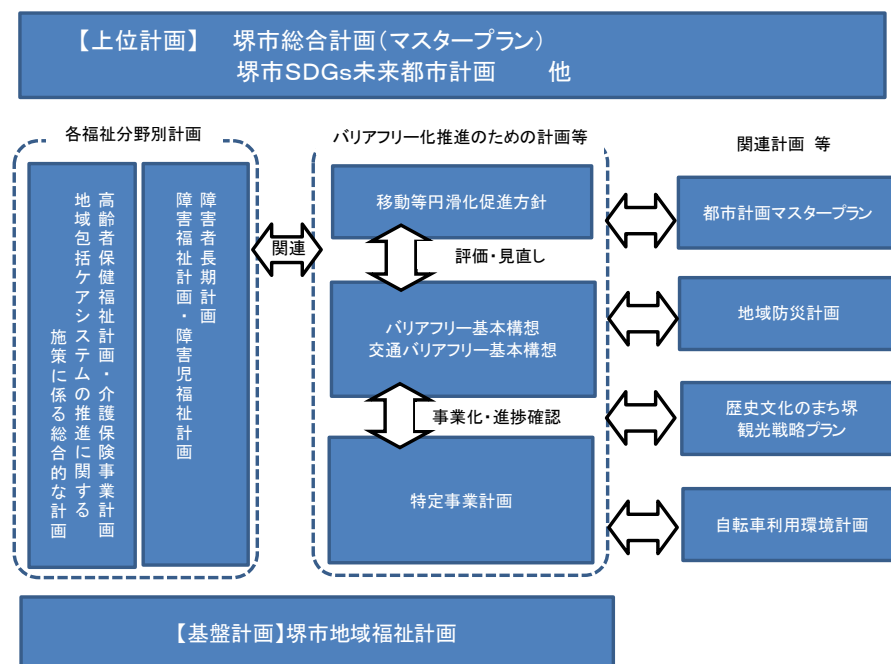 【上位計画】　堺市総合計画(マスタープラン)
堺市SDGs未来都市計画　　他
各福祉分野別計画
高齢者保健福祉計画・介護保険事業計画
地域包括ケアシステムの推進に関する
施策に係る総合的な計画
障害者長期計画
障害福祉計画・障害児福祉計画
関連
バリアフリー化推進のための計画等
移動等円滑化促進方針
評価・見直し
バリアフリー基本構想
交通バリアフリー基本構想
事業化・進捗確認
特定事業計画
関連計画　等
都市計画マスタープラン
地域防災計画
歴史文化のまち堺
観光戦略プラン
自転車利用環境計画
【基盤計画】堺市地域福祉計画